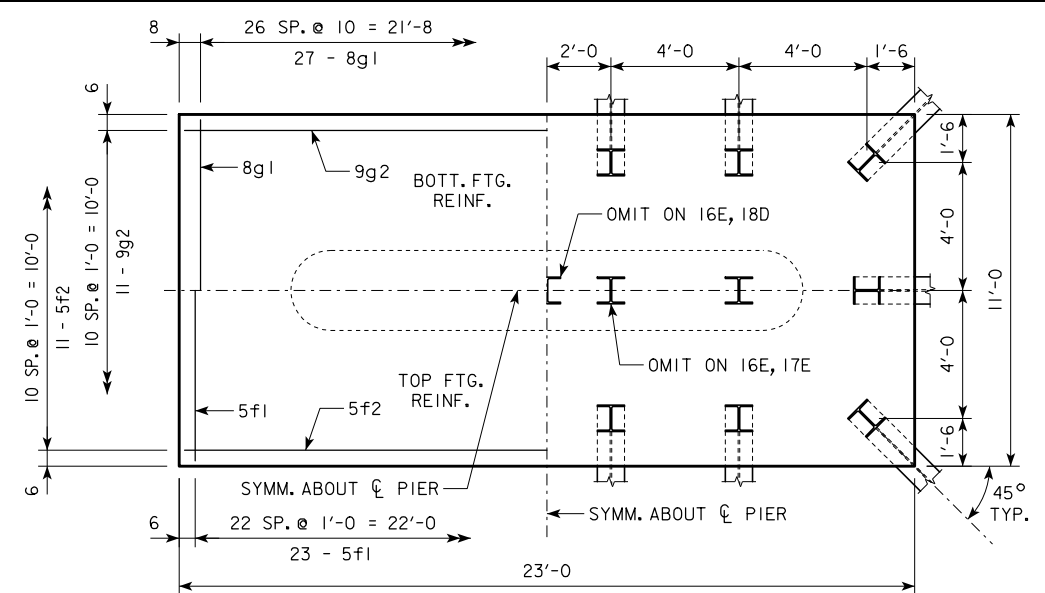 8
26 SP. @ 10 = 21'-8
27 - 8g1
2'-0
4'-0
4'-0
1'-6
6
8g1
9g2
BOTT. FTG.
REINF.
OMIT ON 16E, 18D
1'-6
4'-0
11'-0
4'-0
1'-6
10 SP. @ 1'-0 = 10'-0
11 - 5f2
10 SP. @ 1'-0 = 10'-0
11 - 9g2
OMIT ON 16E, 17E
TOP FTG.
REINF.
5f1
5f2
6
SYMM. ABOUT ℄ PIER
SYMM. ABOUT ℄ PIER
45°
TYP.
6
22 SP. @ 1'-0 = 22'-0
23 - 5f1
23'-0